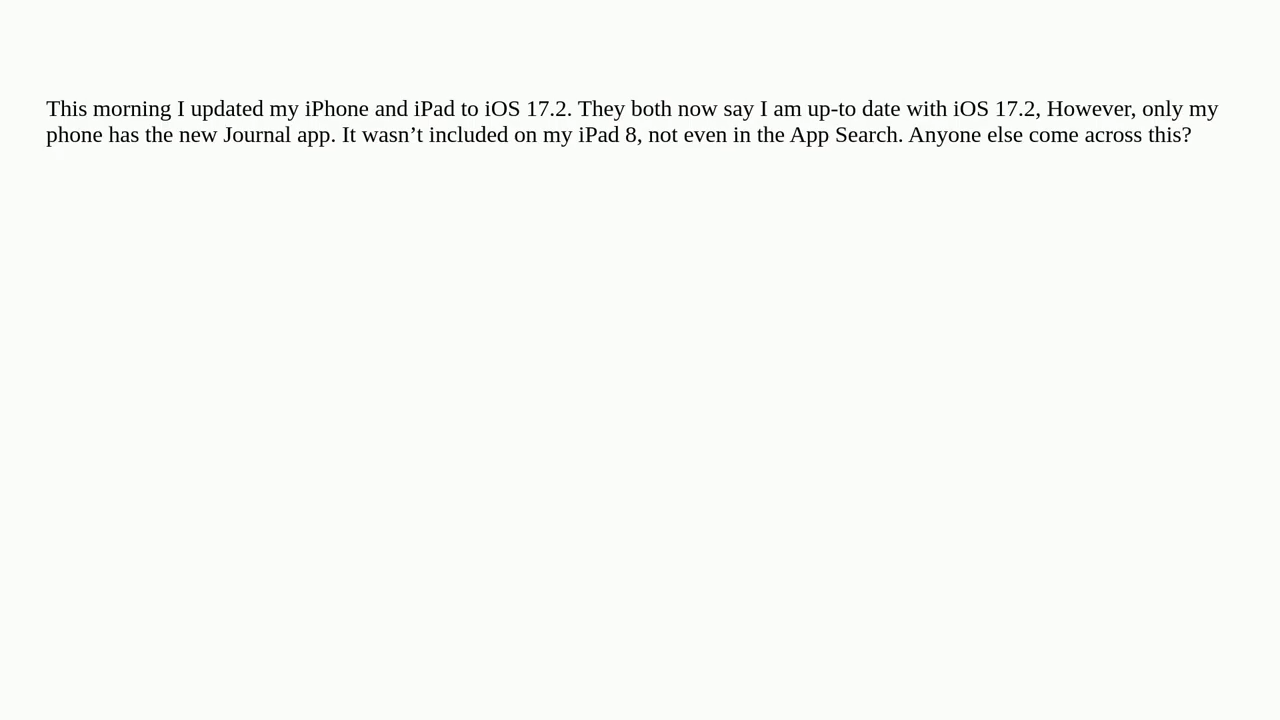 This morning I updated my iPhone and iPad to iOS 17.2. They both now say I am up-to date with iOS 17.2, However, only my
phone has the new Journal app. It wasn’t included on my iPad 8, not even in the App Search. Anyone else come across this?